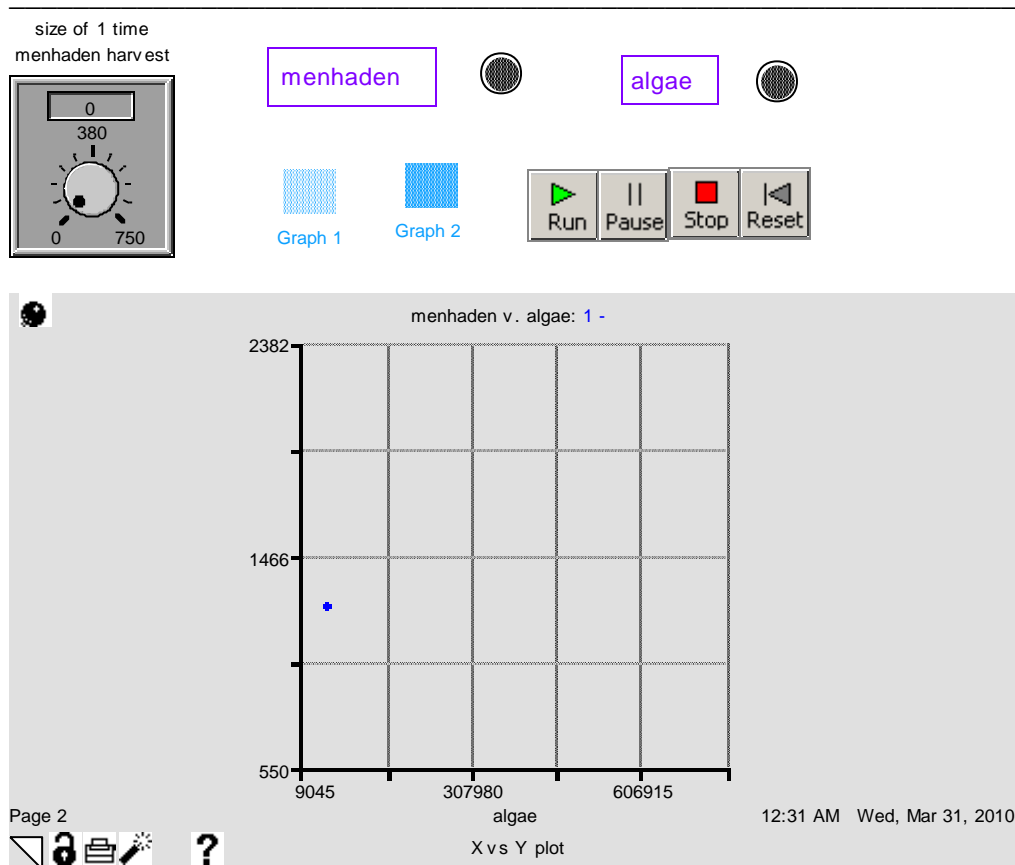 size of 1 time
menhaden harvest
0
380
0 750
menhaden
algae
Graph 1
Graph 2
Run Pause Stop Reset
menhaden v. algae: 1 -
2382
1466
550
9045 307980 606915
Page 2 algae 12:31 AM Wed, Mar 31, 2010
? X vs Y plot